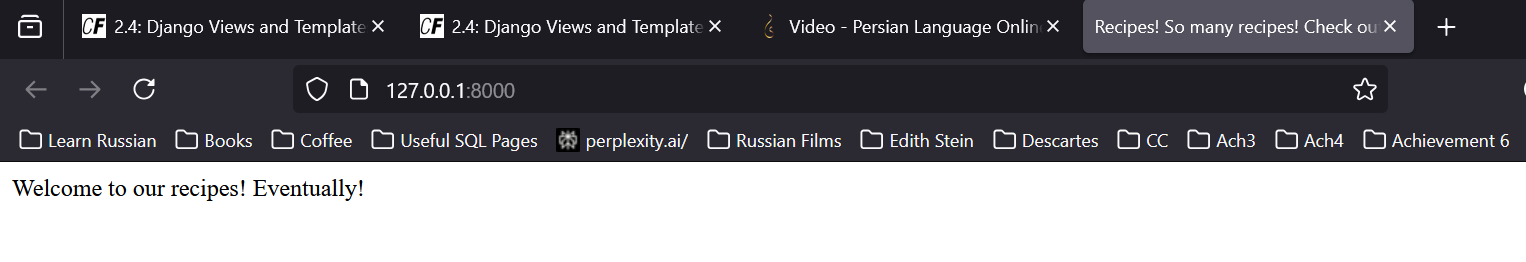 2.4: Django Views and Template 2.4: Django Views and Template Video - Persian Language Onlin Recipes! So many recipes! Check ou
127.0.0.1:8000
Learn Russian Books Coffee Useful SQL Pages perplexity.ai/ Russian Films Edith Stein Descartes CC Ach3 Ach4 Achievement 6
Welcome to our recipes! Eventually!